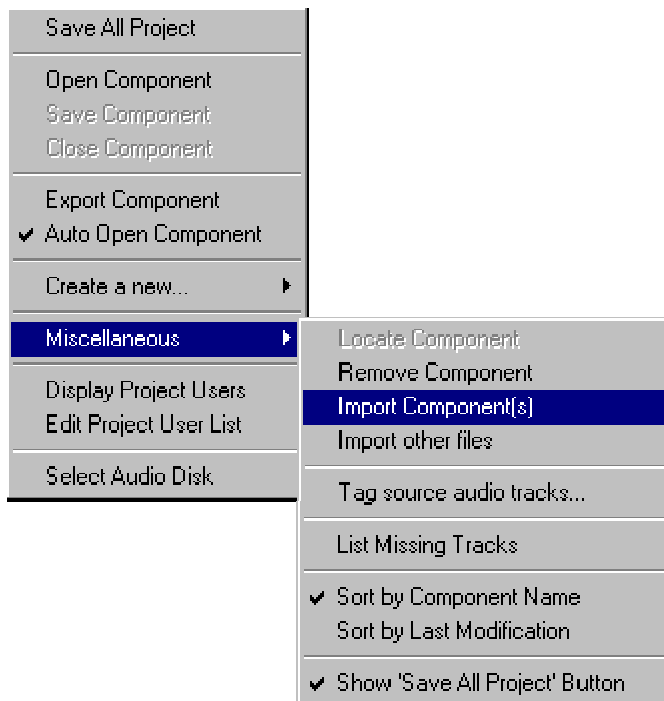 Save All Project
Open Component
Save Component
Close Component
Export Component
Auto Open Component
Create a new...
Miscellaneous
Display Project Users
Edit Project User List
Select Audio Disk
Locate Component
Remove Component
Import Component(s)
Import other files
Tag source audio tracks...
List Missing Tracks
Sort by Component Name
Sort by Last Modification
Show 'Save All Project' Button